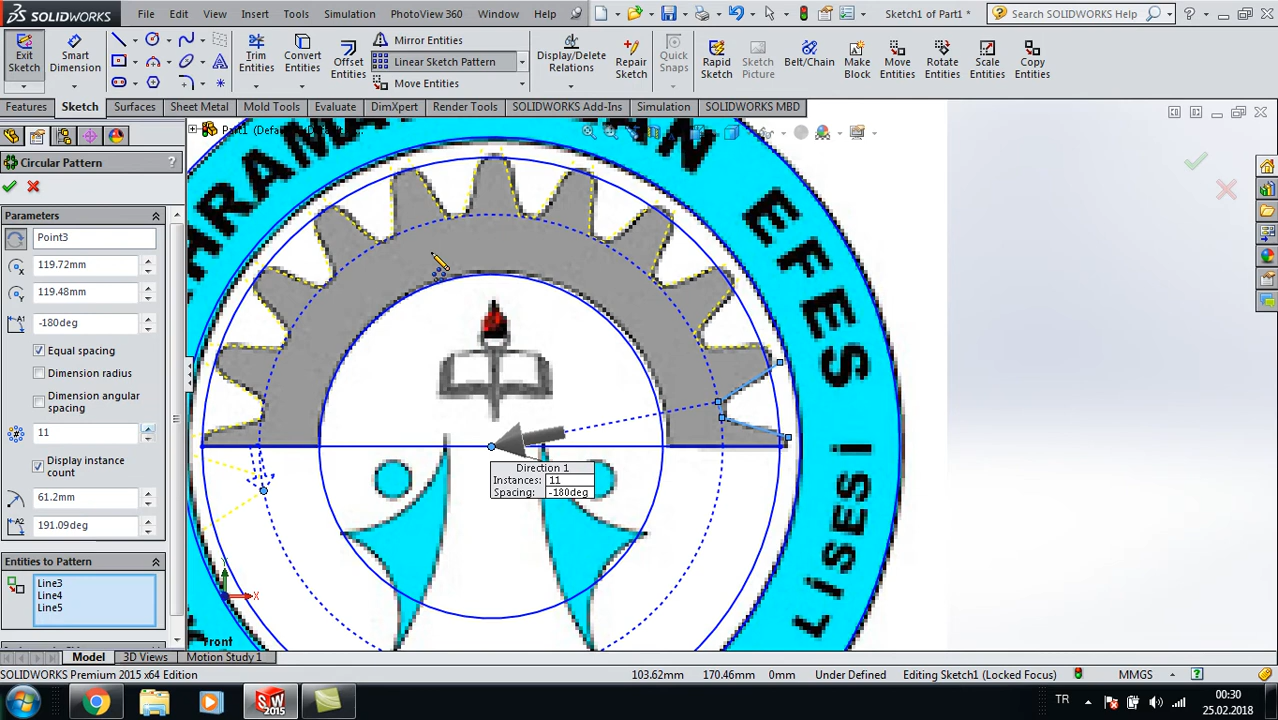 SOLIDWORKS
File
Edit
View
Insert
Tools
Simulation
PhotoView 360
Window
Help
Sketch1 of Part1 *
Search SOLIDWORKS Help
Exit Sketch
Smart Dimension
Trim Entities
Convert Entities
Offset Entities
Mirror Entities
Linear Sketch Pattern
Move Entities
Display/Delete Relations
Repair Sketch
Quick Snaps
Rapid Sketch
Sketch Picture
Belt/Chain
Make Block
Move Entities
Rotate Entities
Scale Entities
Copy Entities
Features
Sketch
Surfaces
Sheet Metal
Mold Tools
Evaluate
DimXpert
Render Tools
SOLIDWORKS Add-Ins
Simulation
SOLIDWORKS MBD
Circular Pattern
?
Parameters
Point3
119.72mm
119.48mm
-180deg
Equal spacing
Dimension radius
Dimension angular spacing
11
Display instance count
61.2mm
191.09deg
Entities to Pattern
Line3
Line4
Line5
EFES
LİSESİ
Direction 1
Instances: 11
Spacing: -180deg
X
Front
Model
3D Views
Motion Study 1
SOLIDWORKS Premium 2015 x64 Edition
103.62mm
170.46mm
0mm
Under Defined
Editing Sketch1 (Locked Focus)
MMGS
TR
00:30
25.02.2018